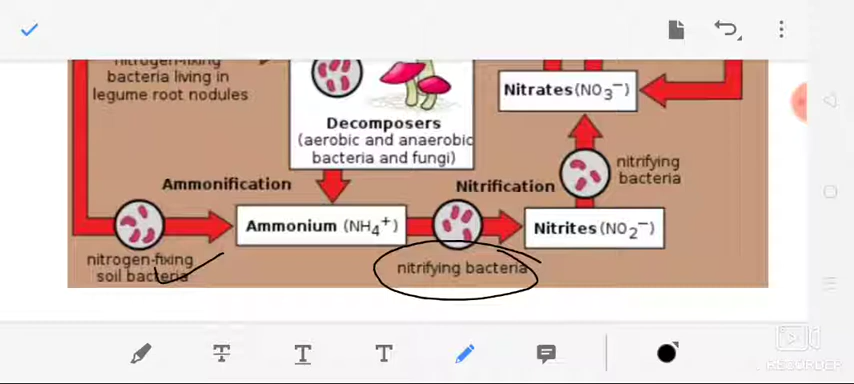 nitrogen-fixing
bacteria living in
legume root nodules
Decomposers
(aerobic and anaerobic
bacteria and fungi)
Nitrates (NO3−)
nitrifying
bacteria
Ammonification
Nitrification
Ammonium (NH4+)
Nitrites (NO2−)
nitrogen-fixing
soil bacteria
nitrifying bacteria
T
T
T
RECORDER